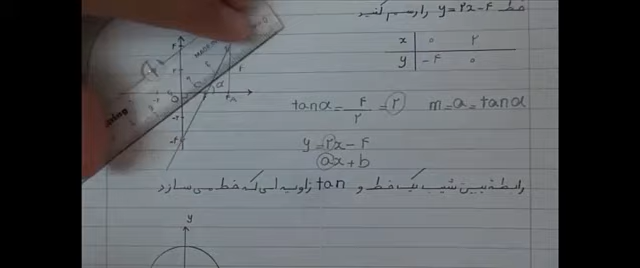 خط y = ۲x - ۴ را رسم کنید
x | ۰ ۲
y | -۴ ۰
tanα = ۴/۲ = ۲ m = a = tanα
y = ۲x - ۴
ax + b
رابطهٔ بین شیب یک خط و tan زاویه ای که خط می سازد
y